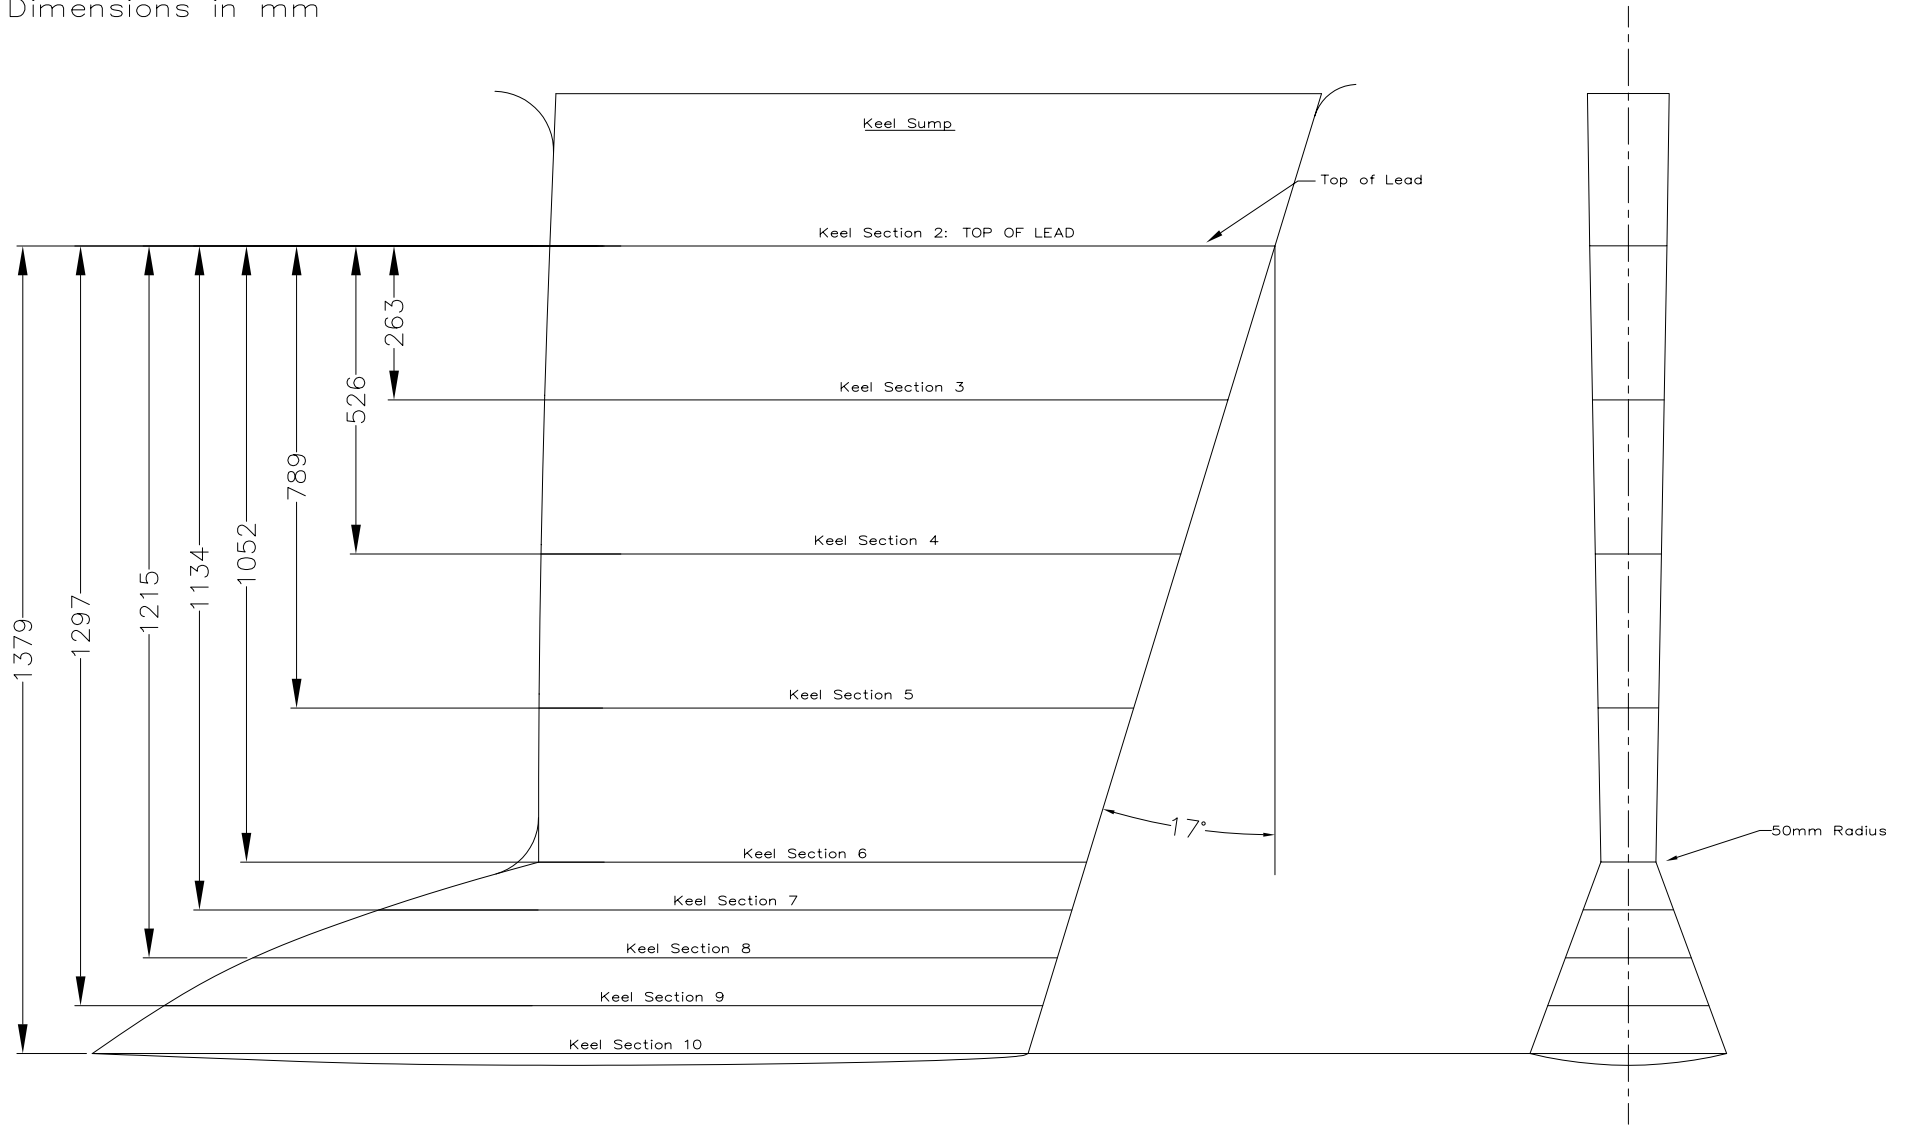 Dimensions in mm
Keel Sump
Top of Lead
Keel Section 2: TOP OF LEAD
263
Keel Section 3
526
789
Keel Section 4
1052
1134
1215
1297
1379
Keel Section 5
17°
50mm Radius
Keel Section 6
Keel Section 7
Keel Section 8
Keel Section 9
Keel Section 10